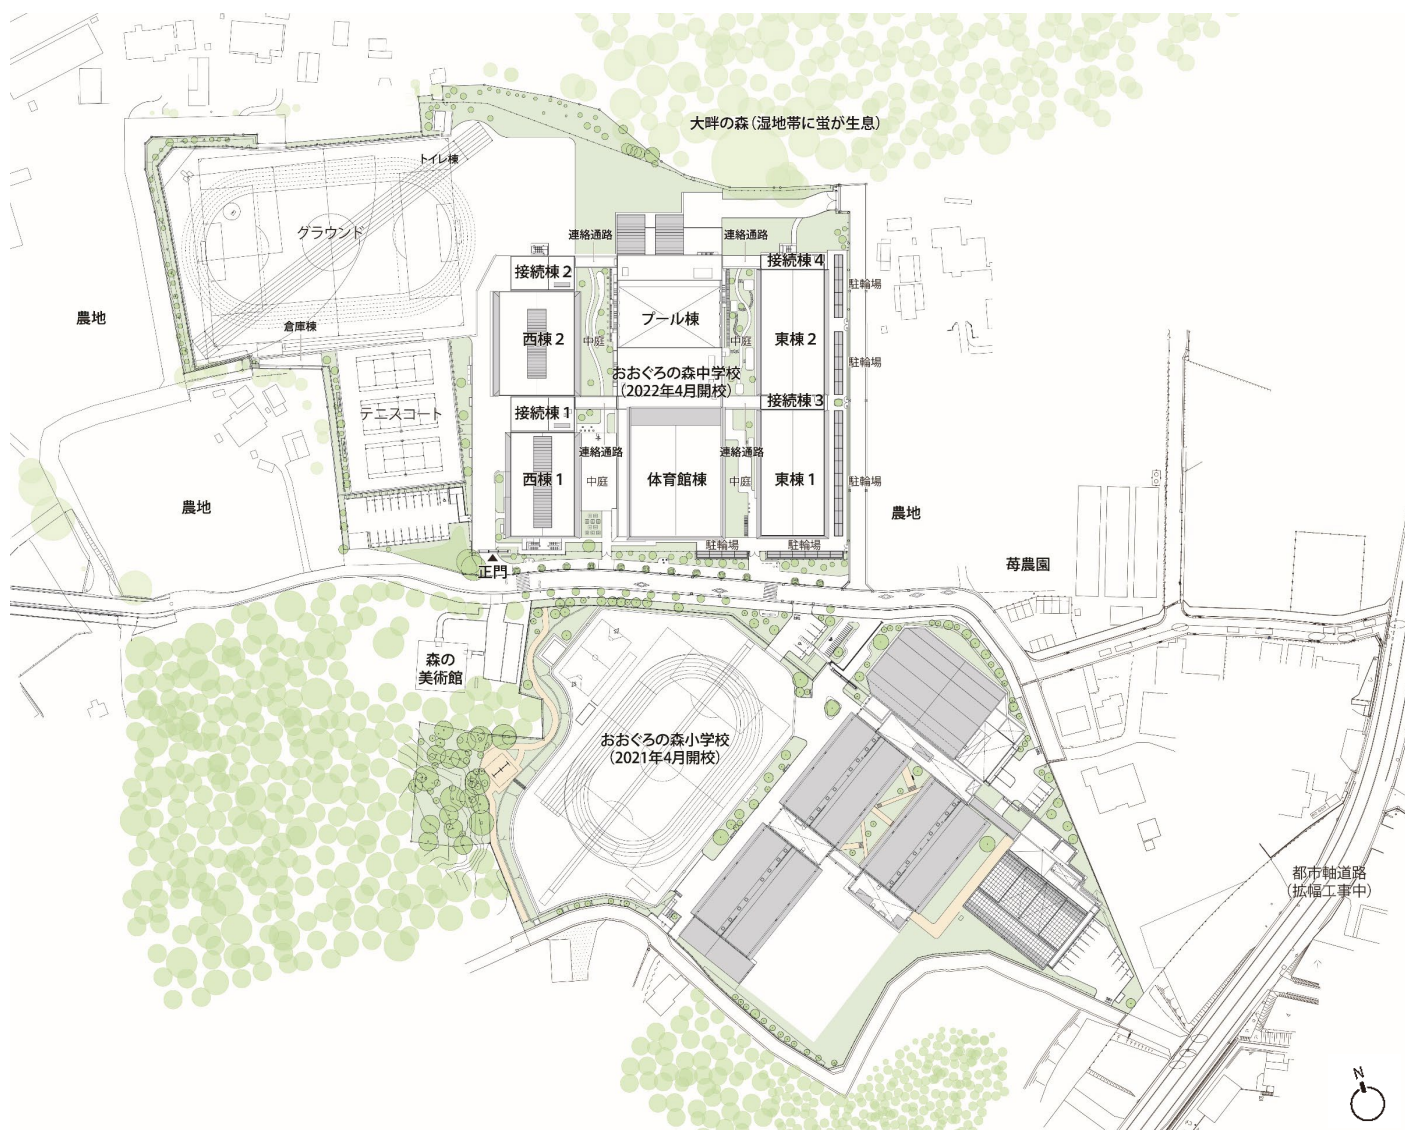 大畔の森（湿地帯に蛍が生息）
トイレ棟
グラウンド
連絡通路
連絡通路
接続棟2
接続棟4
駐輪場
農地
倉庫棟
プール棟
西棟2
中庭
中庭
東棟2
駐輪場
おおぐろの森中学校
（2022年4月開校）
テニスコート
接続棟1
接続棟3
連絡通路
連絡通路
西棟1
中庭
体育館棟
中庭
東棟1
駐輪場
農地
農地
駐輪場
駐輪場
正門
苺農園
森の
美術館
おおぐろの森小学校
（2021年4月開校）
都市軸道路
（拡幅工事中）
N